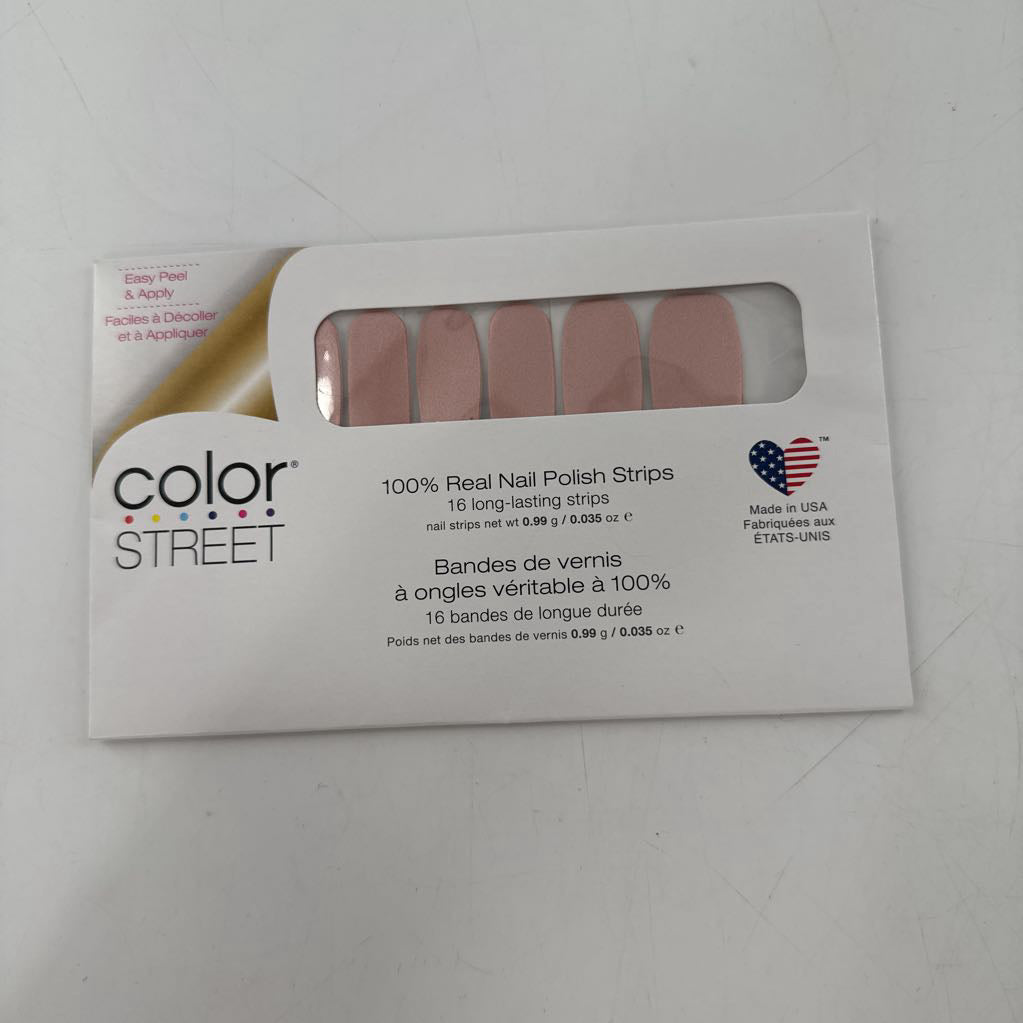 Easy Peel
& Apply
Faciles à Décoller
et à Appliquer
color®
STREET
100% Real Nail Polish Strips
16 long-lasting strips
nail strips net wt 0.99 g / 0.035 oz ℮
Bandes de vernis
à ongles véritable à 100%
16 bandes de longue durée
Poids net des bandes de vernis 0.99 g / 0.035 oz ℮
™
Made in USA
Fabriquées aux
ÉTATS-UNIS